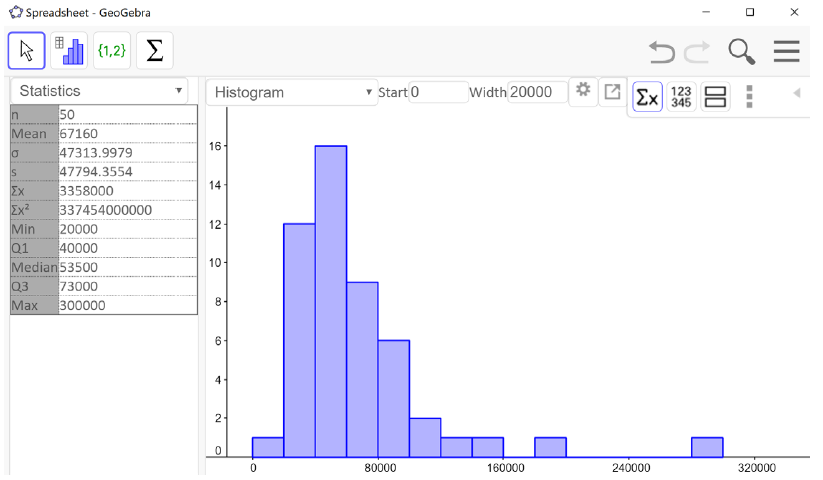 Spreadsheet - GeoGebra
{1,2}
Σ
Statistics
Histogram
Start 0
Width 20000
Σx
123
345
n 50
Mean 67160
σ 47313.9979
s 47794.3554
Σx 3358000
Σx² 337454000000
Min 20000
Q1 40000
Median 53500
Q3 73000
Max 300000
16
14
12
10
8
6
4
2
0
0 80000 160000 240000 320000